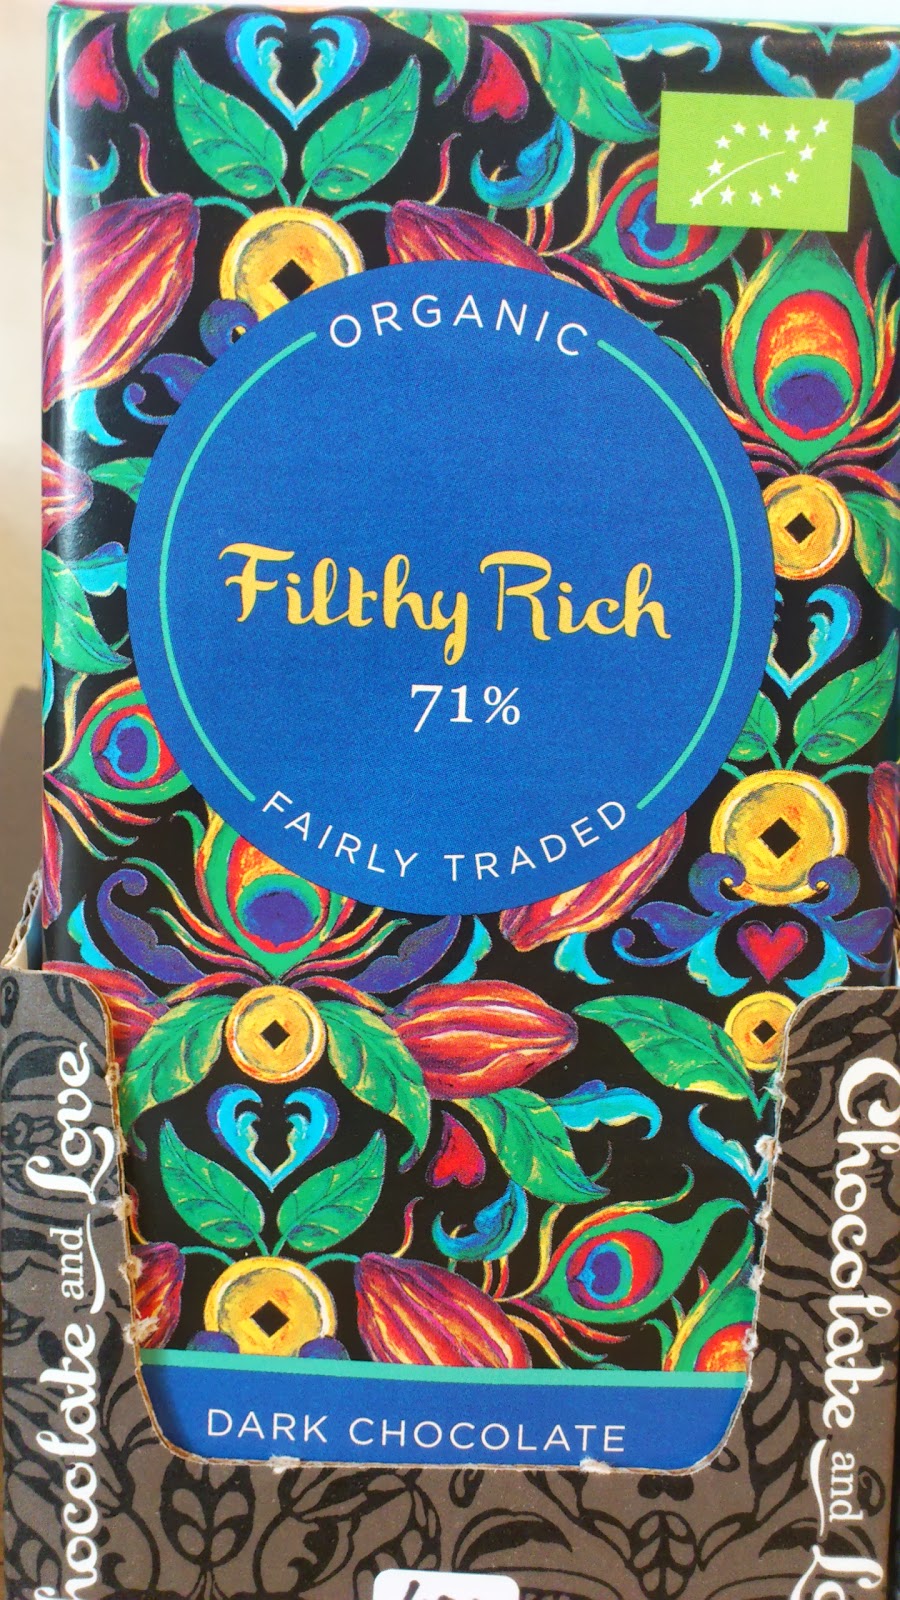 ORGANIC
Filthy Rich
71%
FAIRLY TRADED
DARK CHOCOLATE
Chocolate and Love
Chocolate and